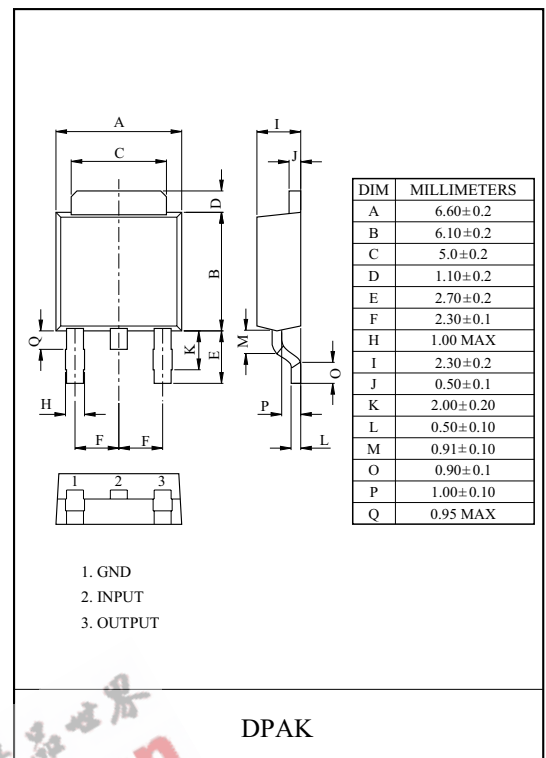 A
C
I
J
D
B
Q
K
E
M
O
H
P
F F
L
1 2 3
DIM MILLIMETERS
A 6.60±0.2
B 6.10±0.2
C 5.0±0.2
D 1.10±0.2
E 2.70±0.2
F 2.30±0.1
H 1.00 MAX
I 2.30±0.2
J 0.50±0.1
K 2.00±0.20
L 0.50±0.10
M 0.91±0.10
O 0.90±0.1
P 1.00±0.10
Q 0.95 MAX
1. GND
2. INPUT
3. OUTPUT
DPAK